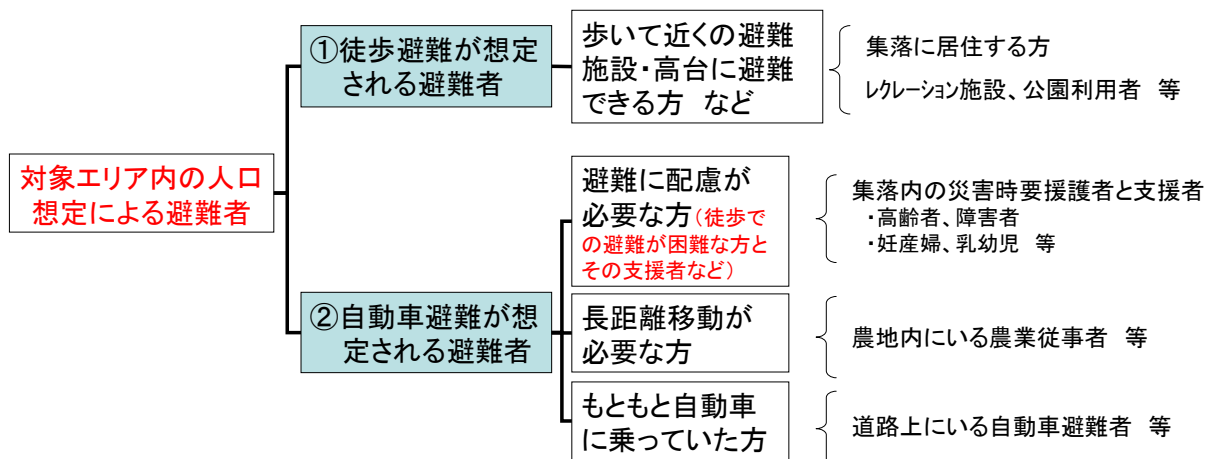 対象エリア内の人口
想定による避難者
①徒歩避難が想定
される避難者
歩いて近くの避難
施設・高台に避難
できる方 など
集落に居住する方
ﾚｸﾚｰｼｮﾝ施設、公園利用者 等
②自動車避難が想
定される避難者
避難に配慮が
必要な方(徒歩で
の避難が困難な方と
その支援者など)
集落内の災害時要援護者と支援者
・高齢者、障害者
・妊産婦、乳幼児 等
長距離移動が
必要な方
農地内にいる農業従事者 等
もともと自動車
に乗っていた方
道路上にいる自動車避難者 等